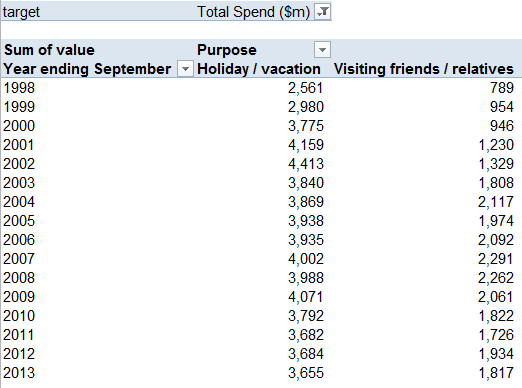 target Total Spend ($m)
Sum of value Purpose
Year ending September Holiday / vacation Visiting friends / relatives
1998 2,561 789
1999 2,980 954
2000 3,775 946
2001 4,159 1,230
2002 4,413 1,329
2003 3,840 1,808
2004 3,869 2,117
2005 3,938 1,974
2006 3,935 2,092
2007 4,002 2,291
2008 3,988 2,262
2009 4,071 2,061
2010 3,792 1,822
2011 3,682 1,726
2012 3,684 1,934
2013 3,655 1,817